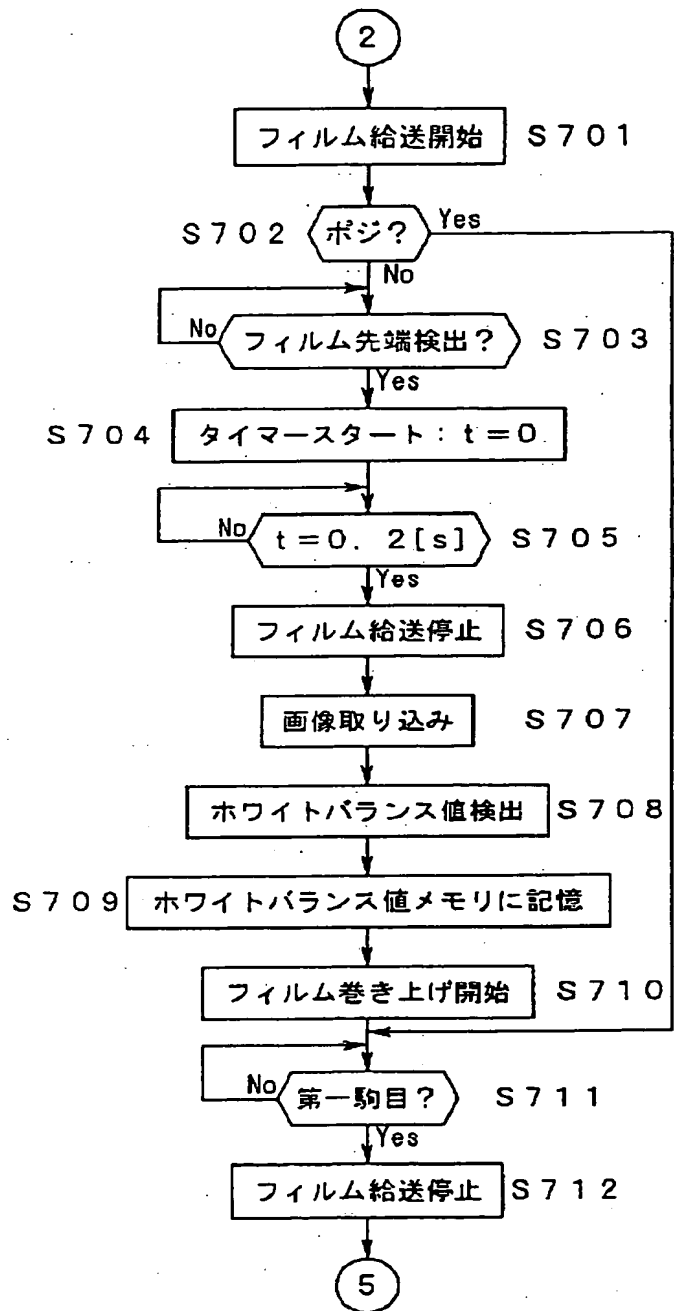 2
フィルム給送開始 S701
S702 ポジ? Yes
No
No フィルム先端検出? S703
Yes
S704 タイマースタート: t=0
No t=0. 2[s] S705
Yes
フィルム給送停止 S706
画像取り込み S707
ホワイトバランス値検出 S708
S709 ホワイトバランス値メモリに記憶
フィルム巻き上げ開始 S710
No 第一駒目? S711
Yes
フィルム給送停止 S712
5